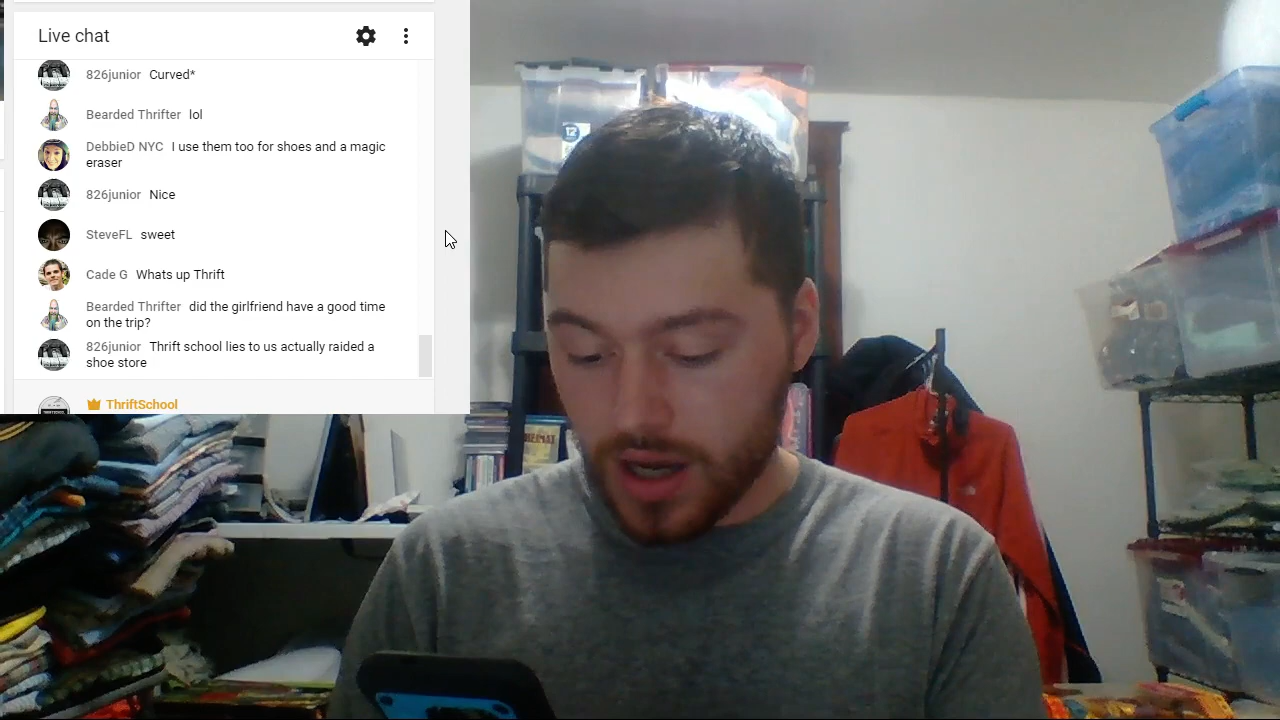 Live chat
826junior Curved*
Bearded Thrifter lol
DebbieD NYC I use them too for shoes and a magic
eraser
826junior Nice
SteveFL sweet
Cade G Whats up Thrift
Bearded Thrifter did the girlfriend have a good time
on the trip?
826junior Thrift school lies to us actually raided a
shoe store
ThriftSchool
12